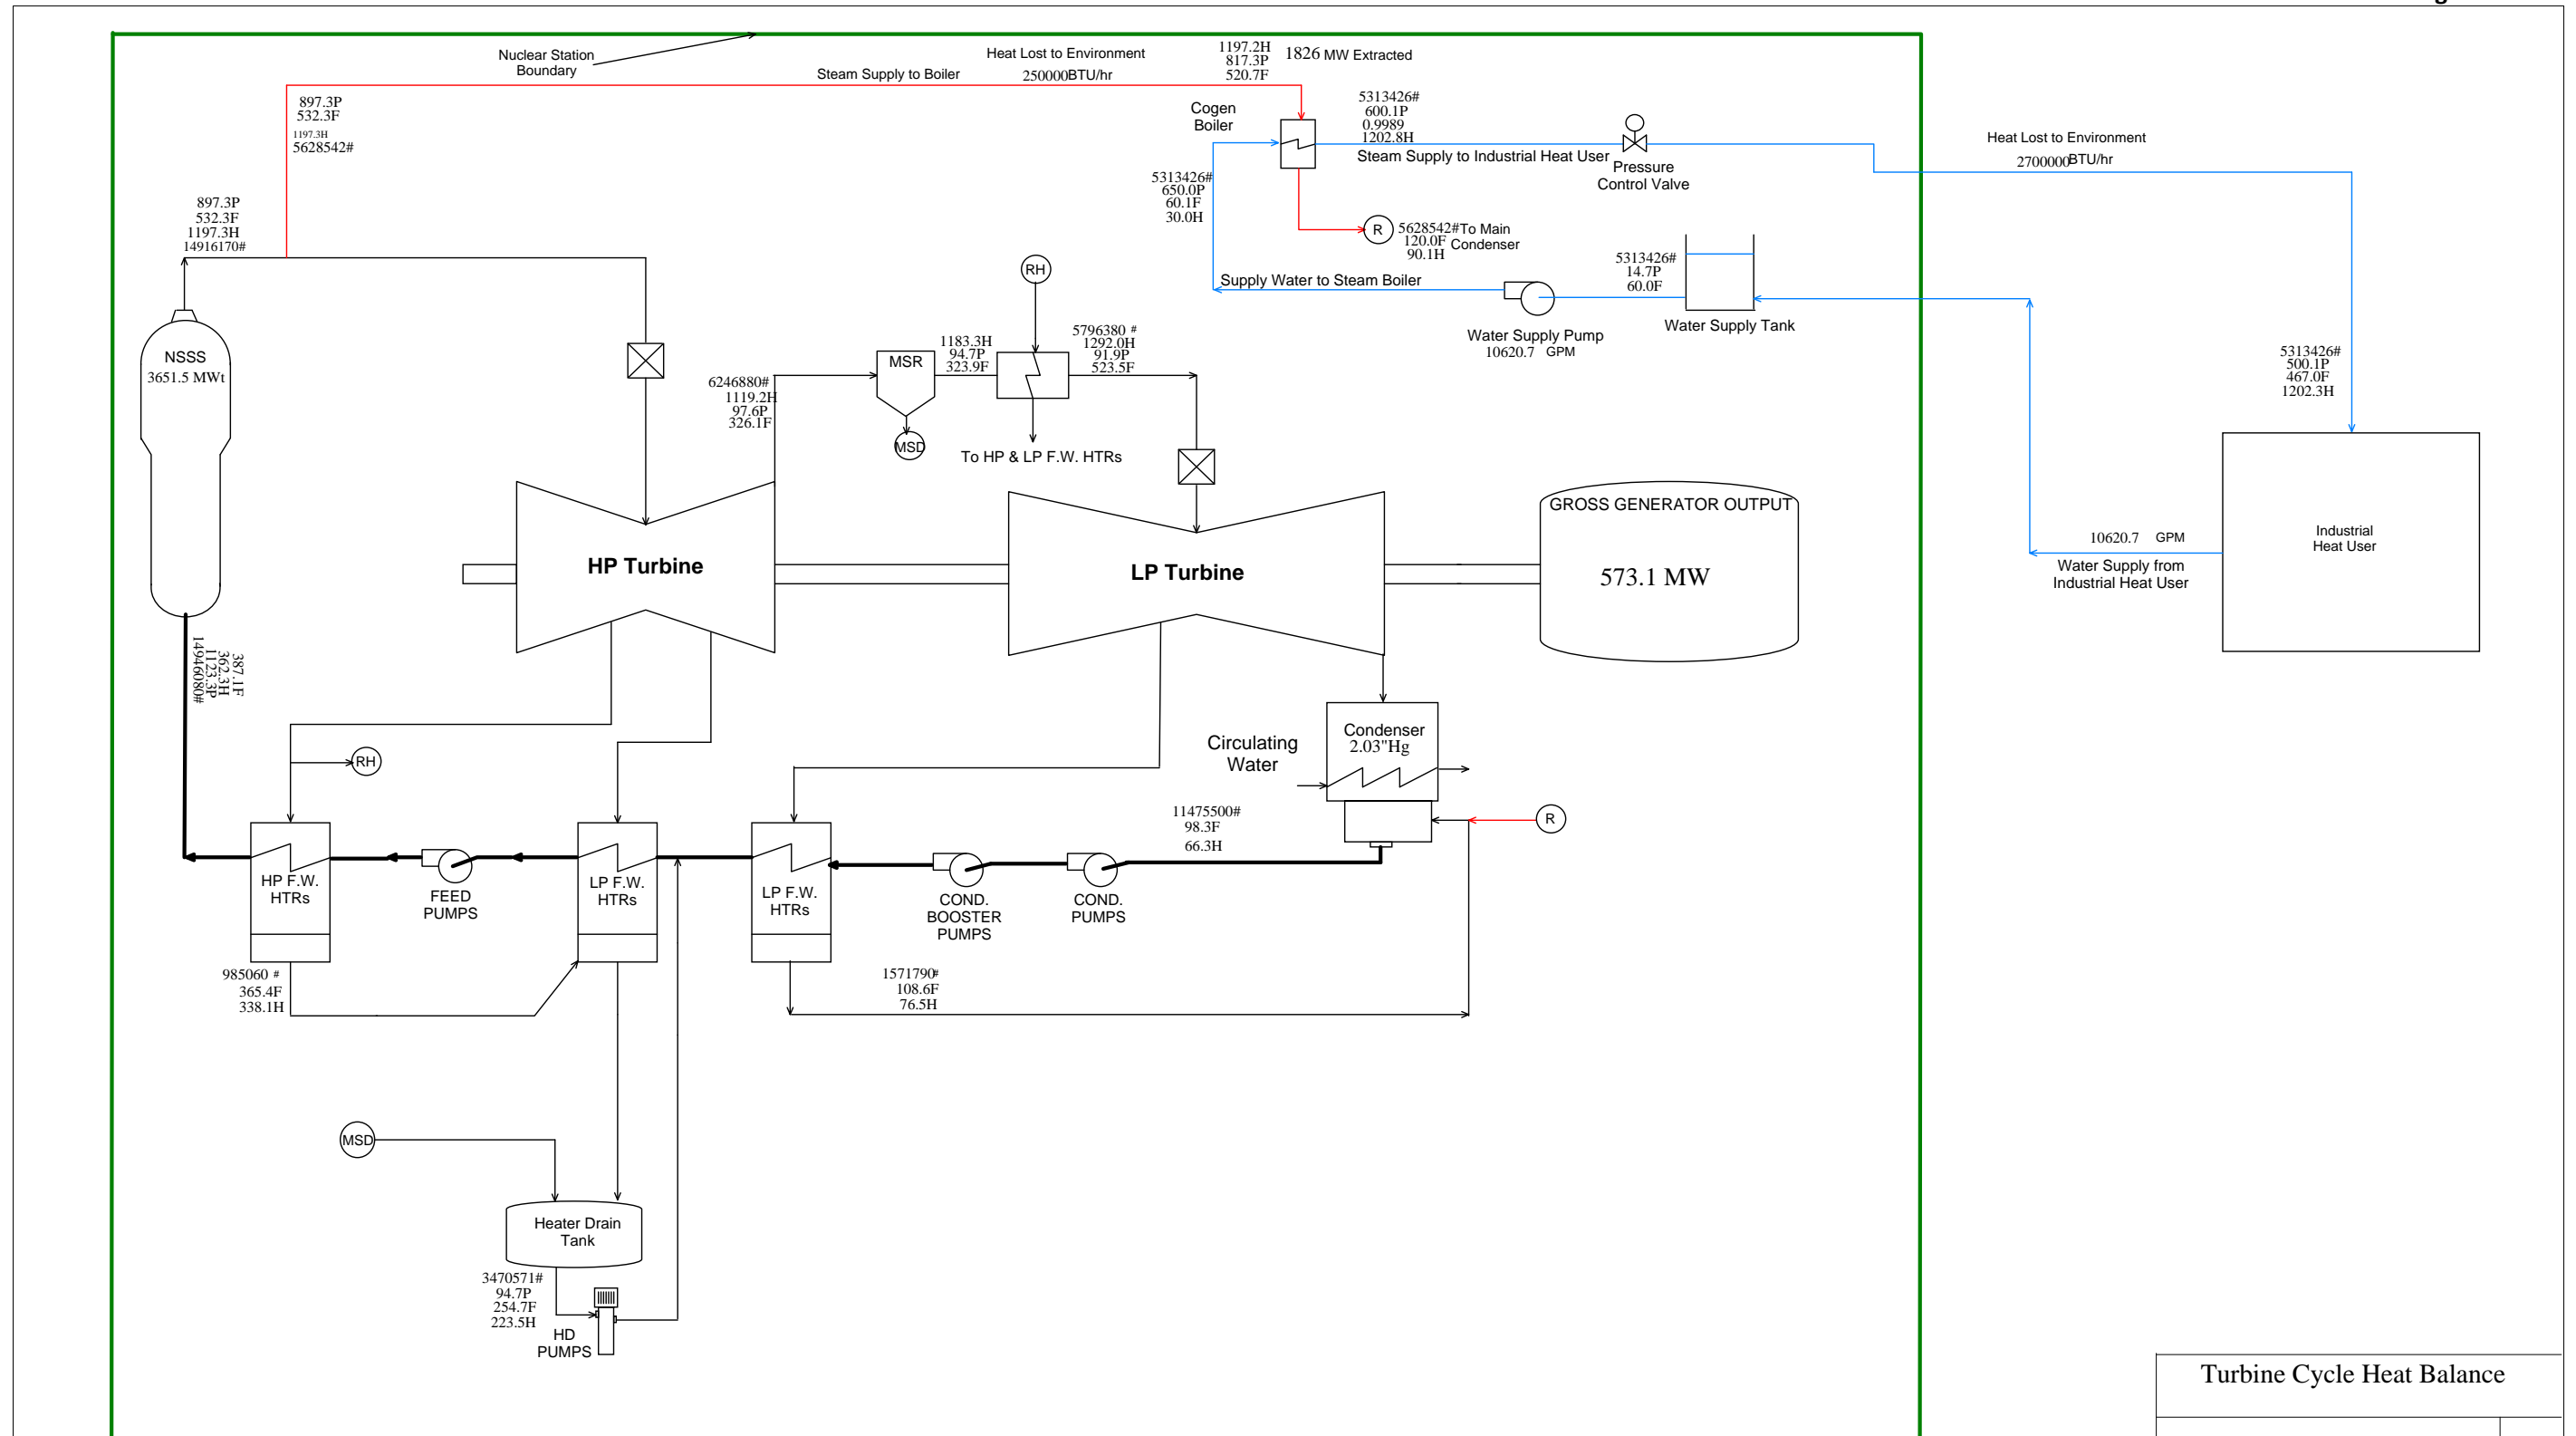 Nuclear Station
Boundary
Heat Lost to Environment
250000BTU/hr
Steam Supply to Boiler
1197.2H
817.3P
520.7F
1826 MW Extracted
897.3P
532.3F
1197.3H
5628542#
Cogen
Boiler
5313426#
600.1P
0.9989
1202.8H
Steam Supply to Industrial Heat User
Pressure
Control Valve
Heat Lost to Environment
2700000BTU/hr
897.3P
532.3F
1197.3H
14916170#
5313426#
650.0P
60.1F
30.0H
R
5628542#To Main
120.0F Condenser
90.1H
Supply Water to Steam Boiler
5313426#
14.7P
60.0F
Water Supply Pump
10620.7 GPM
Water Supply Tank
NSSS
3651.5 MWt
RH
MSR
1183.3H
94.7P
323.9F
5796380 #
1292.0H
91.9P
523.5F
6246880#
1119.2H
97.6P
326.1F
MSD
To HP & LP F.W. HTRs
5313426#
500.1P
467.0F
1202.3H
HP Turbine
LP Turbine
GROSS GENERATOR OUTPUT
573.1 MW
Industrial
Heat User
10620.7 GPM
Water Supply from
Industrial Heat User
387.1F
362.3H
1123.3P
14946080#
RH
Circulating
Water
Condenser
2.03"Hg
R
11475500#
98.3F
66.3H
HP F.W.
HTRs
FEED
PUMPS
LP F.W.
HTRs
LP F.W.
HTRs
COND.
BOOSTER
PUMPS
COND.
PUMPS
985060 #
365.4F
338.1H
1571790#
108.6F
76.5H
MSD
Heater Drain
Tank
3470571#
94.7P
254.7F
223.5H
HD
PUMPS
Turbine Cycle Heat Balance